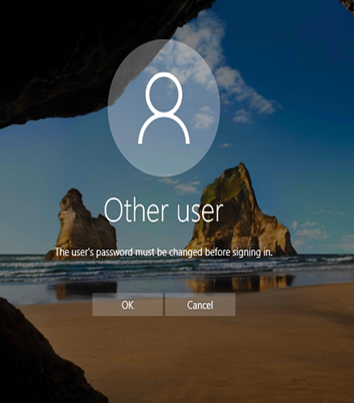 Other user
The user's password must be changed before signing in.
OK
Cancel